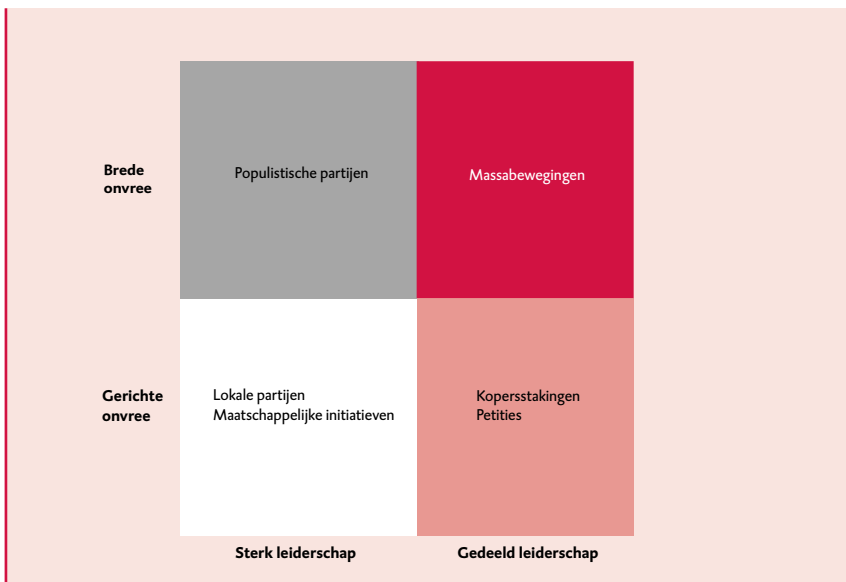 Brede
onvree
Populistische partijen
Massabewegingen
Gerichte
onvree
Lokale partijen
Maatschappelijke initiatieven
Kopersstakingen
Petities
Sterk leiderschap
Gedeeld leiderschap